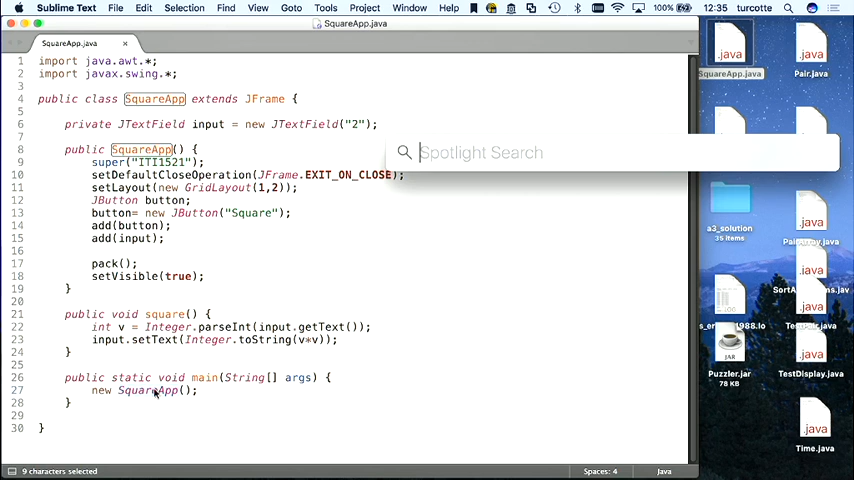 Sublime Text File Edit Selection Find View Goto Tools Project Window Help 100% 12:35 turcotte
SquareApp.java
SquareApp.java ×
1 import java.awt.*;
2 import javax.swing.*;
3
4 public class SquareApp extends JFrame {
5
6 private JTextField input = new JTextField("2");
7
8 public SquareApp() {
9 super("ITI1521");
10 setDefaultCloseOperation(JFrame.EXIT_ON_CLOSE);
11 setLayout(new GridLayout(1,2));
12 JButton button;
13 button= new JButton("Square");
14 add(button);
15 add(input);
16
17 pack();
18 setVisible(true);
19 }
20
21 public void square() {
22 int v = Integer.parseInt(input.getText());
23 input.setText(Integer.toString(v*v));
24 }
25
26 public static void main(String[] args) {
27 new SquareApp();
28 }
29
30 }
9 characters selected Spaces: 4 Java
Spotlight Search
.java
SquareApp.java
.java
Pair.java
.java
.java
a3_solution
35 items
.java
PairArray.java
.java
.java
TestPair.java
JAR
Puzzler.jar
78 KB
.java
TestDisplay.java
.java
Time.java